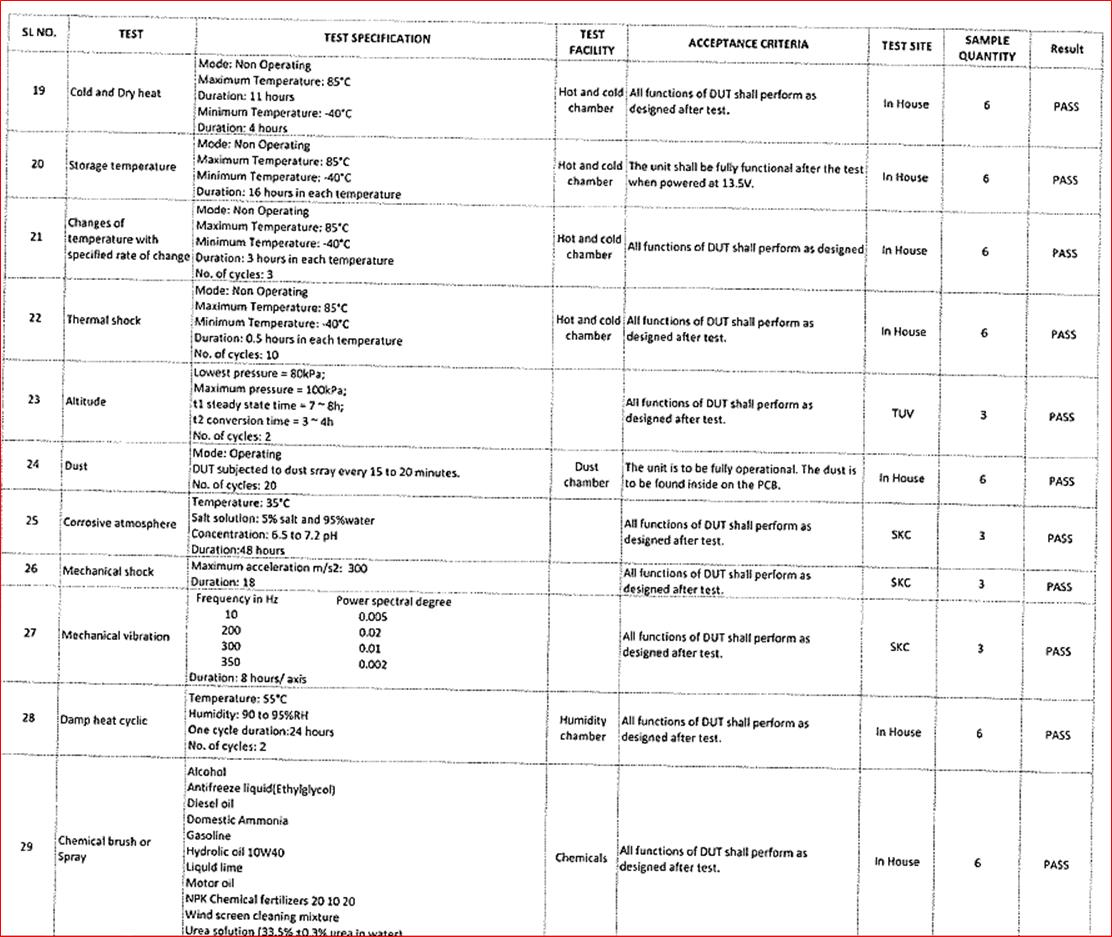 SL NO. TEST TEST SPECIFICATION TEST FACILITY ACCEPTANCE CRITERIA TEST SITE SAMPLE QUANTITY Result
19 Cold and Dry heat
Mode: Non Operating
Maximum Temperature: 85°C
Duration: 11 hours
Minimum Temperature: -40°C
Duration: 4 hours
Hot and cold
chamber
All functions of DUT shall perform as
designed after test.
In House 6 PASS
20 Storage temperature
Mode: Non Operating
Maximum Temperature: 85°C
Minimum Temperature: -40°C
Duration: 16 hours in each temperature
Hot and cold
chamber
The unit shall be fully functional after the test
when powered at 13.5V.
In House 6 PASS
21
Changes of
temperature with
specified rate of change
Mode: Non Operating
Maximum Temperature: 85°C
Minimum Temperature: -40°C
Duration: 3 hours in each temperature
No. of cycles: 3
Hot and cold
chamber
All functions of DUT shall perform as designed
In House 6 PASS
22 Thermal shock
Mode: Non Operating
Maximum Temperature: 85°C
Minimum Temperature: -40°C
Duration: 0.5 hours in each temperature
No. of cycles: 10
Hot and cold
chamber
All functions of DUT shall perform as
designed after test.
In House 6 PASS
23 Altitude
Lowest pressure = 80kPa;
Maximum pressure = 100kPa;
t1 steady state time = 7 ~ 8h;
t2 conversion time = 3 ~ 4h
No. of cycles: 2
All functions of DUT shall perform as
designed after test.
TUV 3 PASS
24 Dust
Mode: Operating
DUT subjected to dust srray every 15 to 20 minutes.
No. of cycles: 20
Dust
chamber
The unit is to be fully operational. The dust is
to be found inside on the PCB.
In House 6 PASS
25 Corrosive atmosphere
Temperature: 35°C
Salt solution: 5% salt and 95%water
Concentration: 6.5 to 7.2 pH
Duration:48 hours
All functions of DUT shall perform as
designed after test.
SKC 3 PASS
26 Mechanical shock
Maximum acceleration m/s2: 300
Duration: 18
All functions of DUT shall perform as
designed after test.
SKC 3 PASS
27 Mechanical vibration
Frequency in Hz Power spectral degree
10 0.005
200 0.02
300 0.01
350 0.002
Duration: 8 hours/ axis
All functions of DUT shall perform as
designed after test.
SKC 3 PASS
28 Damp heat cyclic
Temperature: 55°C
Humidity: 90 to 95%RH
One cycle duration:24 hours
No. of cycles: 2
Humidity
chamber
All functions of DUT shall perform as
designed after test.
In House 6 PASS
29
Chemical brush or
Spray
Alcohol
Antifreeze liquid(Ethylglycol)
Diesel oil
Domestic Ammonia
Gasoline
Hydrolic oil 10W40
Liquid lime
Motor oil
NPK Chemical fertilizers 20 10 20
Wind screen cleaning mixture
Urea solution (33.5% ±0.3% urea in water)
Chemicals
All functions of DUT shall perform as
designed after test.
In House 6 PASS